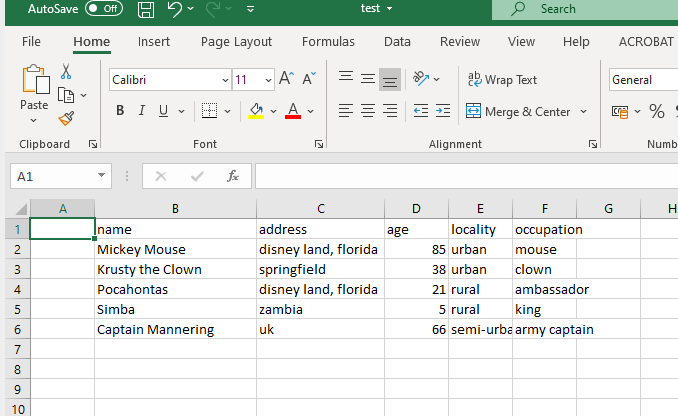 AutoSave Off test Search
File Home Insert Page Layout Formulas Data Review View Help ACROBAT
Calibri 11 A A ab Wrap Text General
Paste B I U A Merge & Center %
Clipboard Font Alignment
A1 fx
A B C D E F G H
1 name address age locality occupation
2 Mickey Mouse disney land, florida 85 urban mouse
3 Krusty the Clown springfield 38 urban clown
4 Pocahontas disney land, florida 21 rural ambassador
5 Simba zambia 5 rural king
6 Captain Mannering uk 66 semi-urba army captain
7
8
9
10